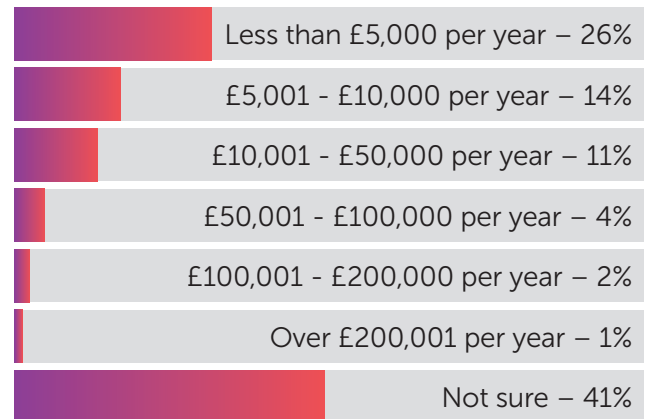 Less than £5,000 per year – 26%
£5,001 - £10,000 per year – 14%
£10,001 - £50,000 per year – 11%
£50,001 - £100,000 per year – 4%
£100,001 - £200,000 per year – 2%
Over £200,001 per year – 1%
Not sure – 41%